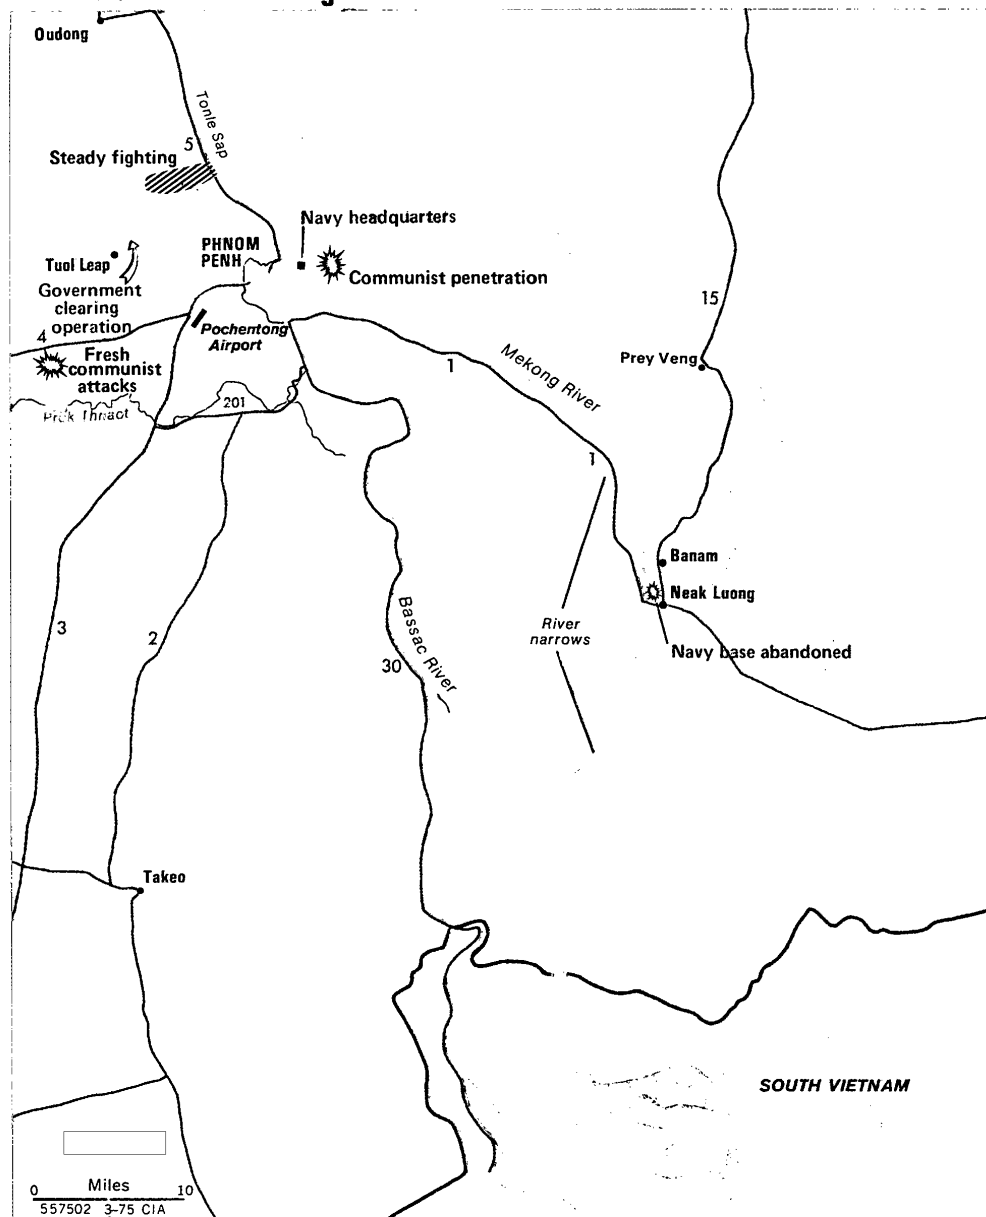 Oudong
Tonle Sap
5
Steady fighting
Navy headquarters
PHNOM
PENH
Tuol Leap
Communist penetration
Government
clearing
operation
15
4
Pochentong
Airport
Fresh
communist
attacks
1
Mekong River
Prey Veng
201
Prek Thnaot
1
Banam
Neak Luong
3
2
Bassac River
30
River
narrows
Navy base abandoned
Takeo
SOUTH VIETNAM
Miles
0 10
557502 3-75 CIA